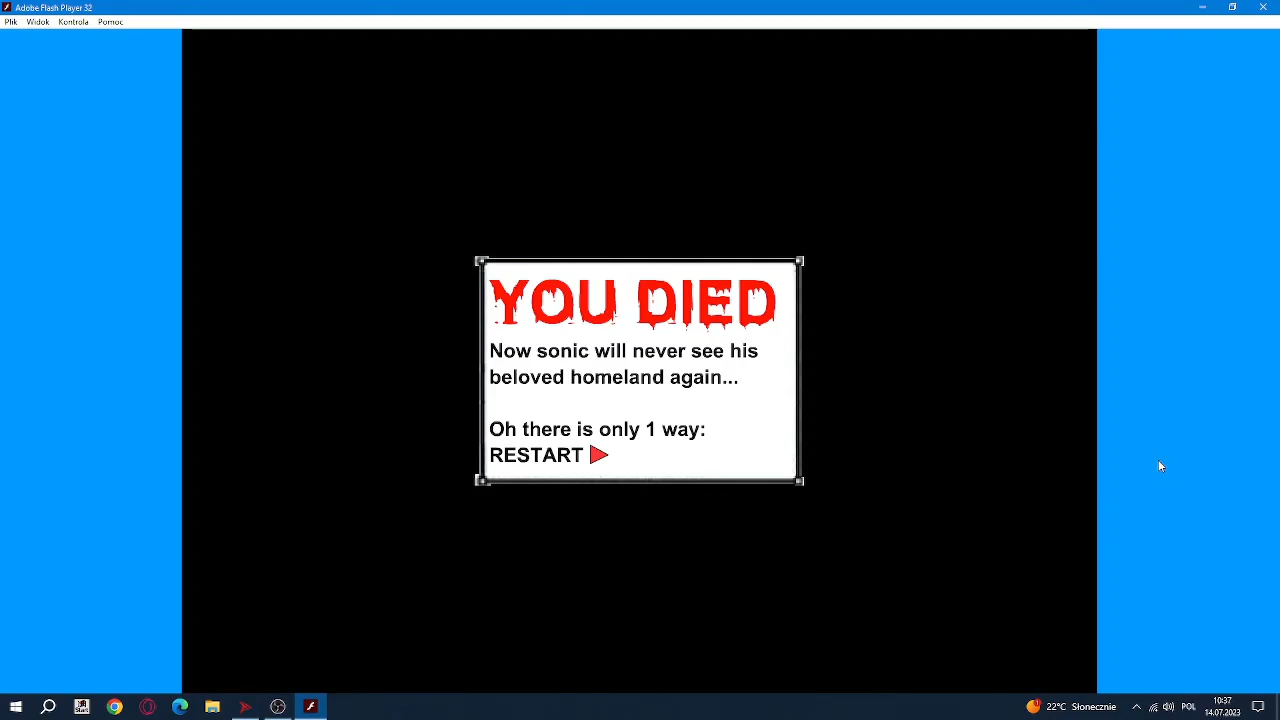 Adobe Flash Player 32
Plik Widok Kontrola Pomoc
YOU DIED
Now sonic will never see his
beloved homeland again...
Oh there is only 1 way:
RESTART
22°C Słonecznie
POL
10:37
14.07.2023